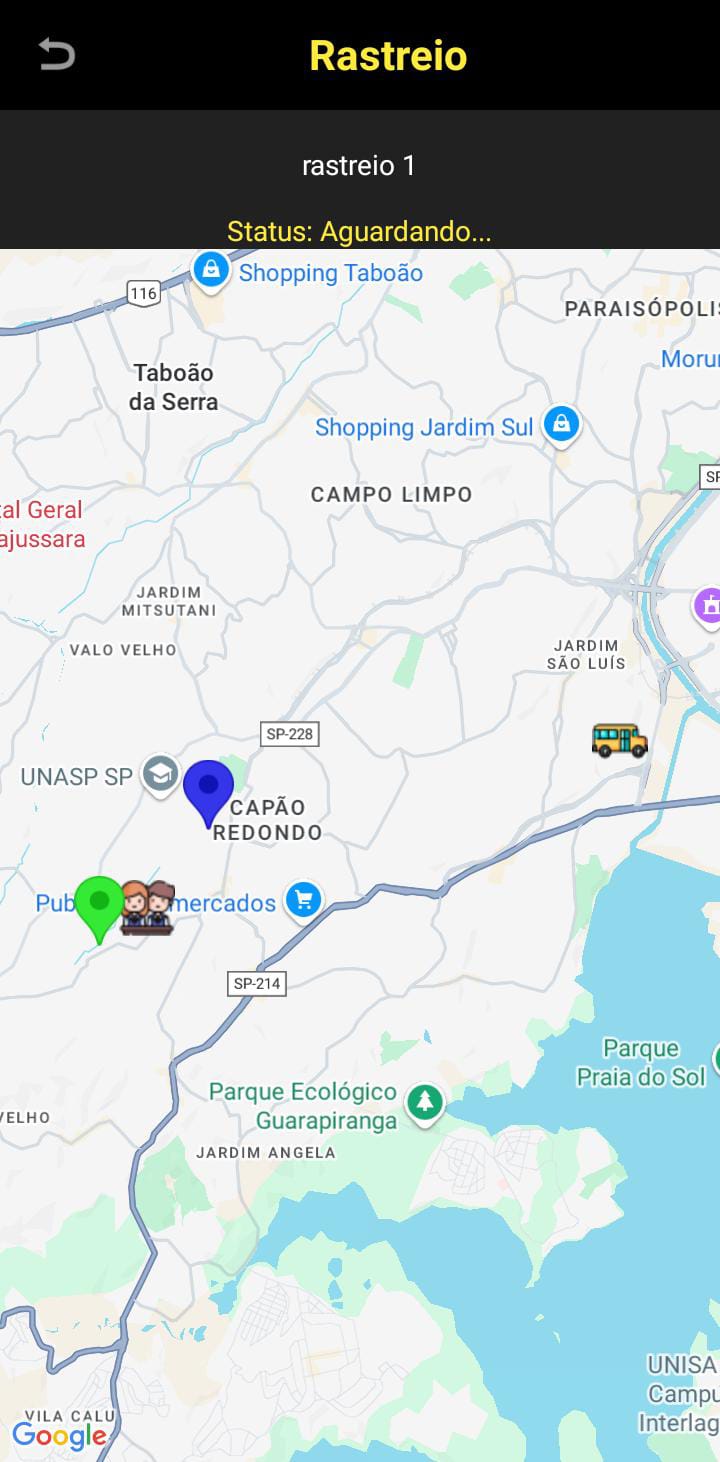 Rastreio
rastreio 1
Status: Aguardando...
Shopping Taboão
116
PARAISÓPOLIS
Taboão
da Serra
Morum
Shopping Jardim Sul
SP
CAMPO LIMPO
tal Geral
ajussara
JARDIM
MITSUTANI
JARDIM
SÃO LUÍS
VALO VELHO
SP-228
UNASP SP
CAPÃO
REDONDO
Pub
mercados
SP-214
Parque
Praia do Sol
Parque Ecológico
Guarapiranga
VELHO
JARDIM ANGELA
UNISA
Campu
Interlag
VILA CALU
Google